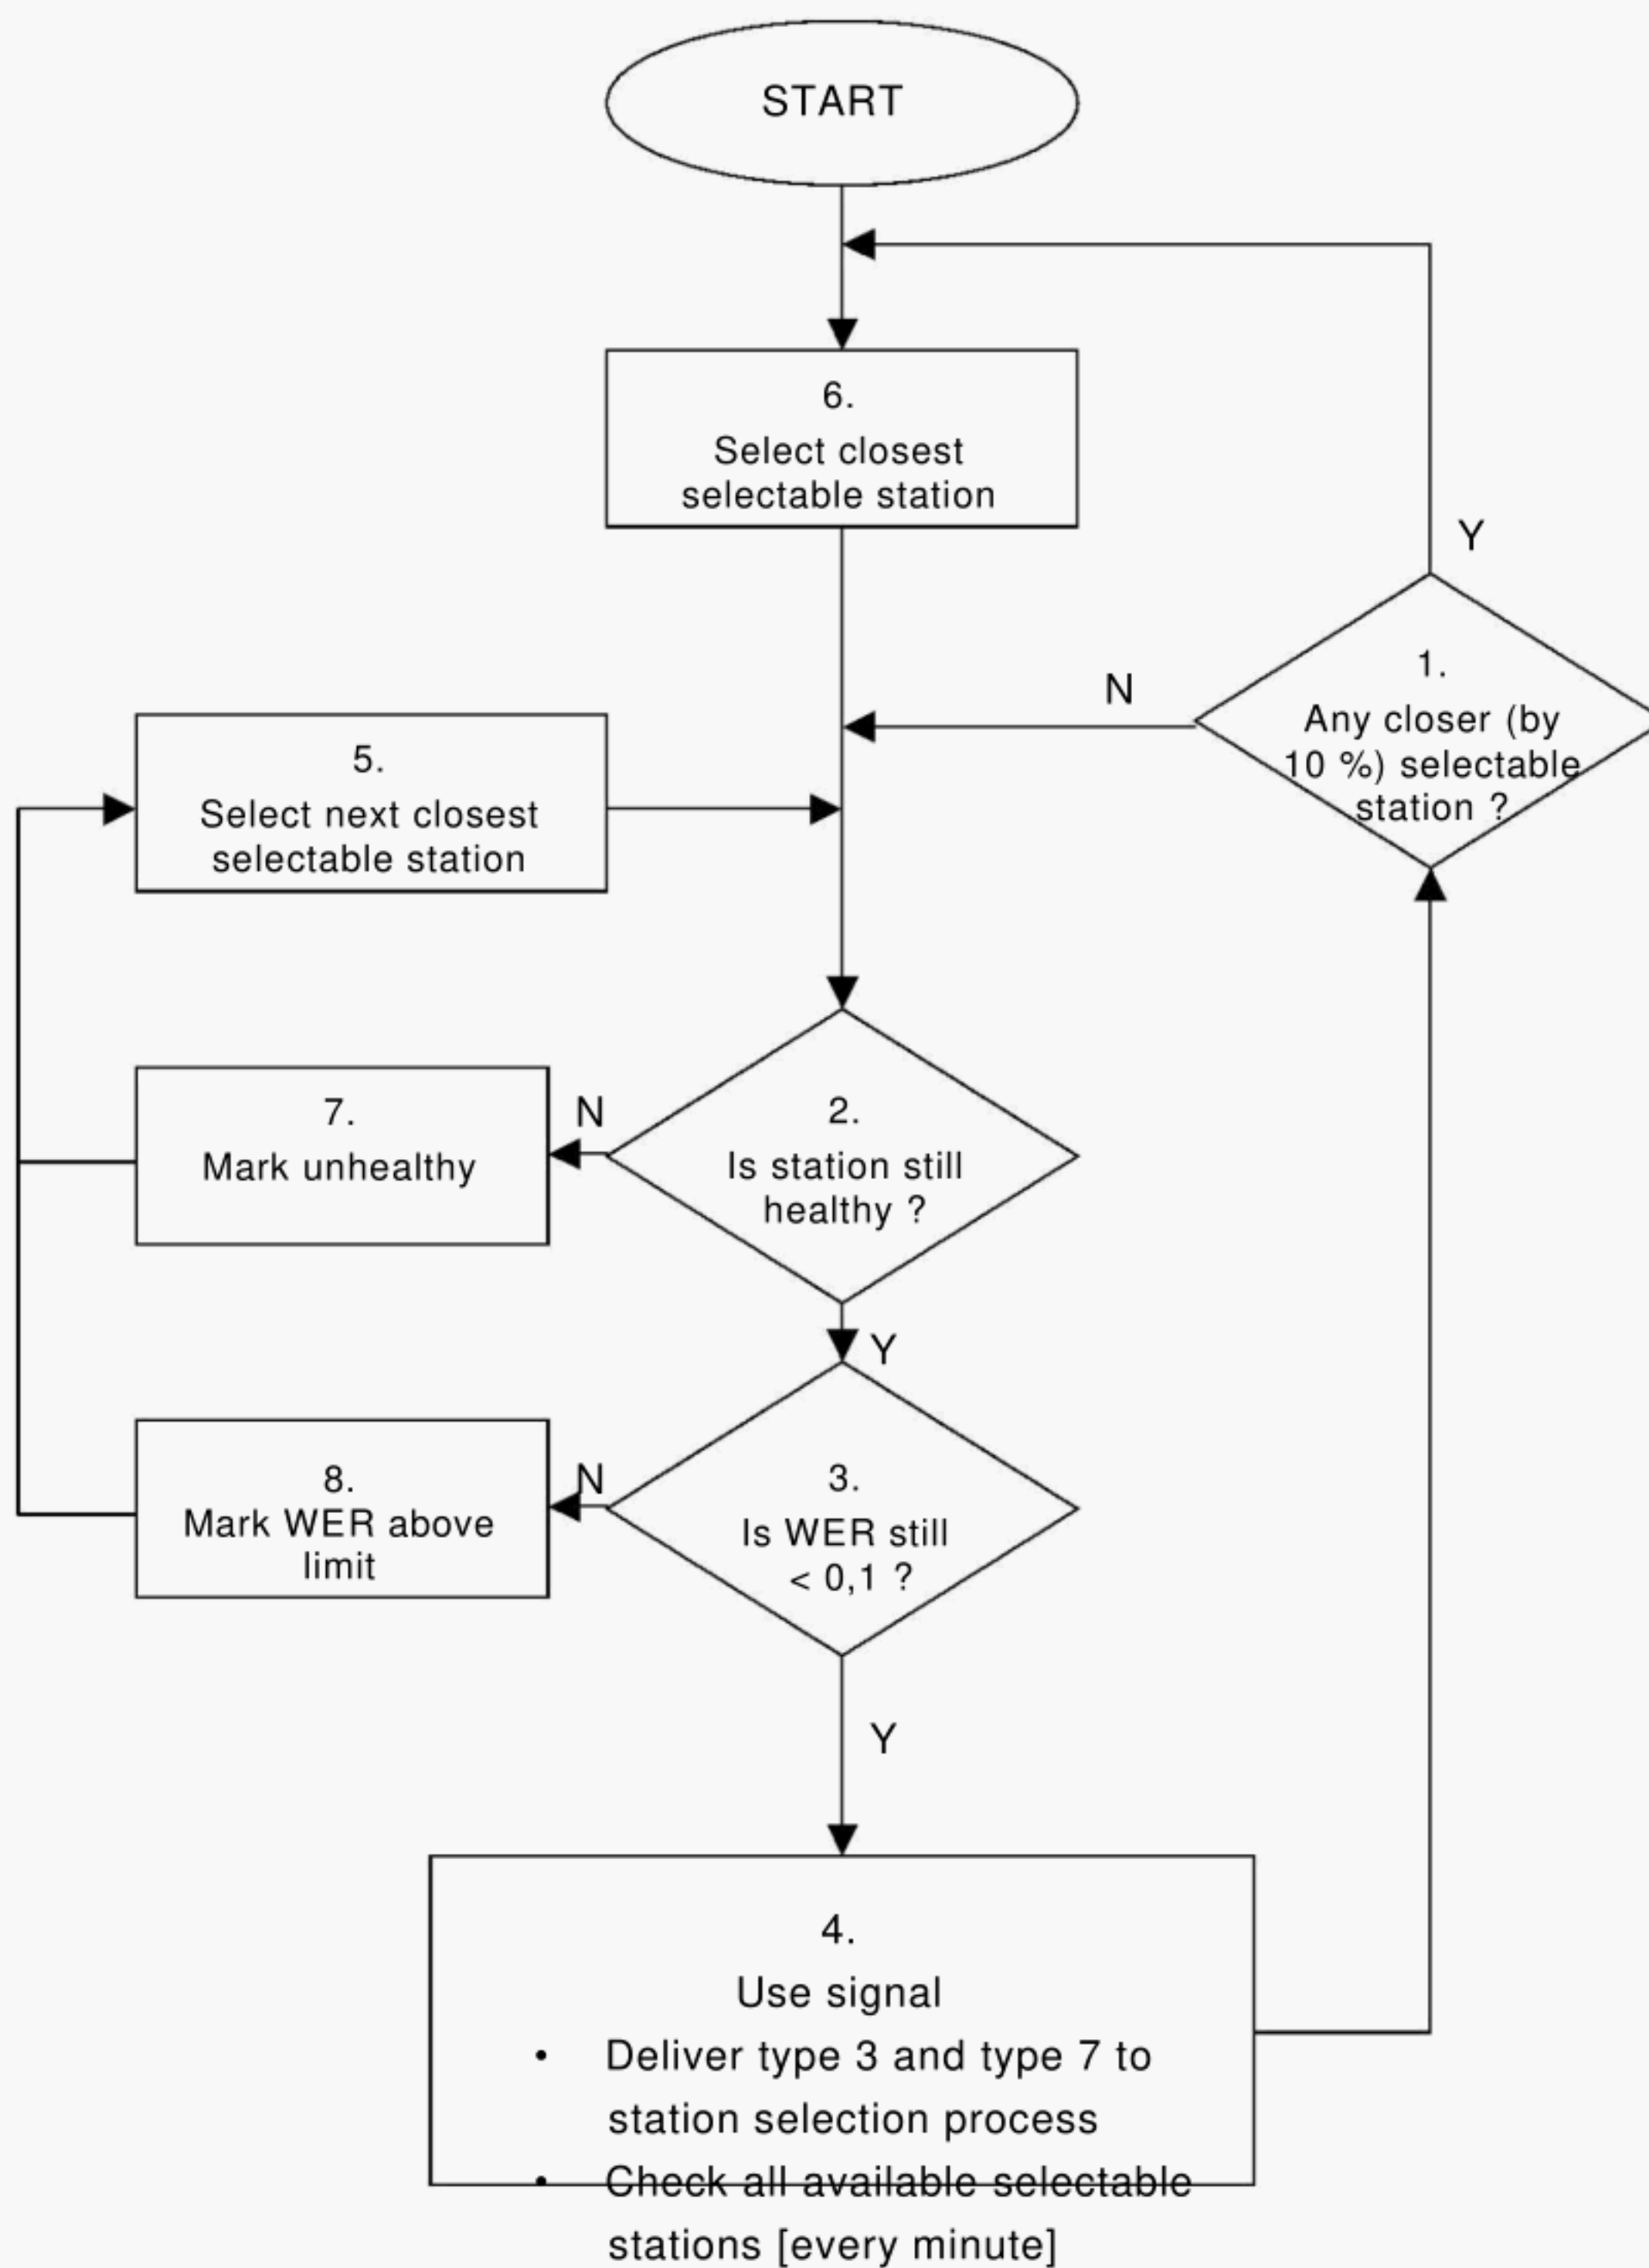 START
6.
Select closest
selectable station
Y
N
1.
Any closer (by
10 %) selectable
station ?
5.
Select next closest
selectable station
7.
Mark unhealthy
N
2.
Is station still
healthy ?
Y
8.
Mark WER above
limit
N
3.
Is WER still
< 0,1 ?
Y
4.
Use signal
• Deliver type 3 and type 7 to
station selection process
• Check all available selectable
stations [every minute]